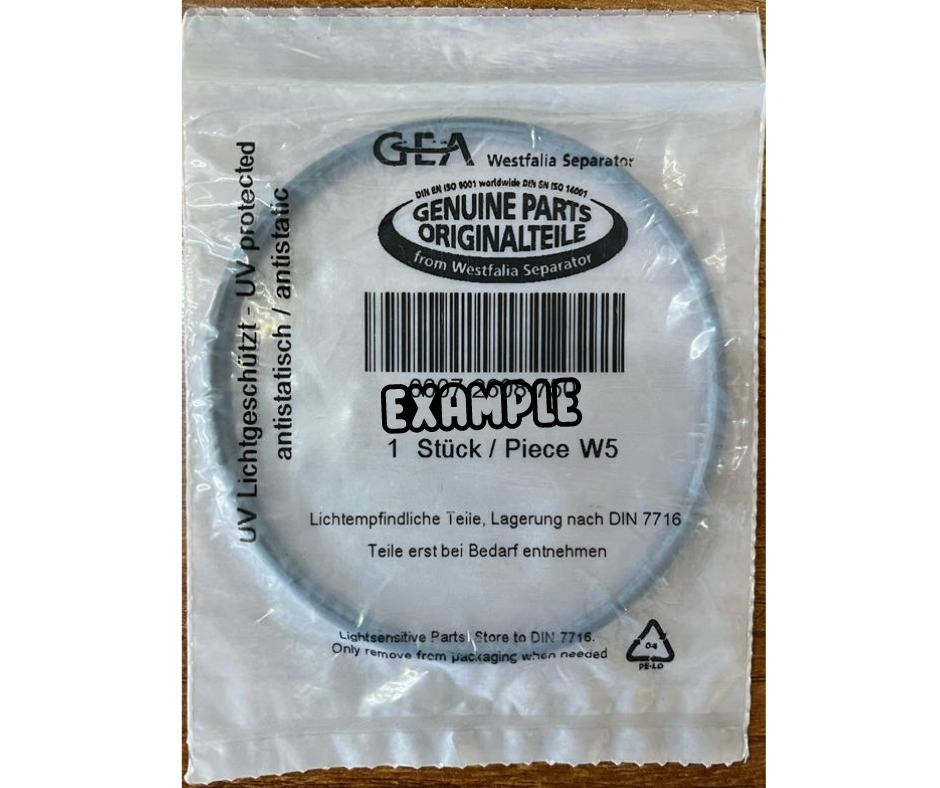 GEA Westfalia Separator
DIN EN ISO 9001 worldwide DIN EN ISO 14001
GENUINE PARTS
ORIGINALTEILE
from Westfalia Separator
EXAMPLE
1 Stück / Piece W5
Lichtempfindliche Teile, Lagerung nach DIN 7716
Teile erst bei Bedarf entnehmen
Lightsensitive Parts, Store to DIN 7716.
Only remove from packaging when needed
04
PE-LD
UV Lichtgeschützt - UV protected
antistatisch / antistatic